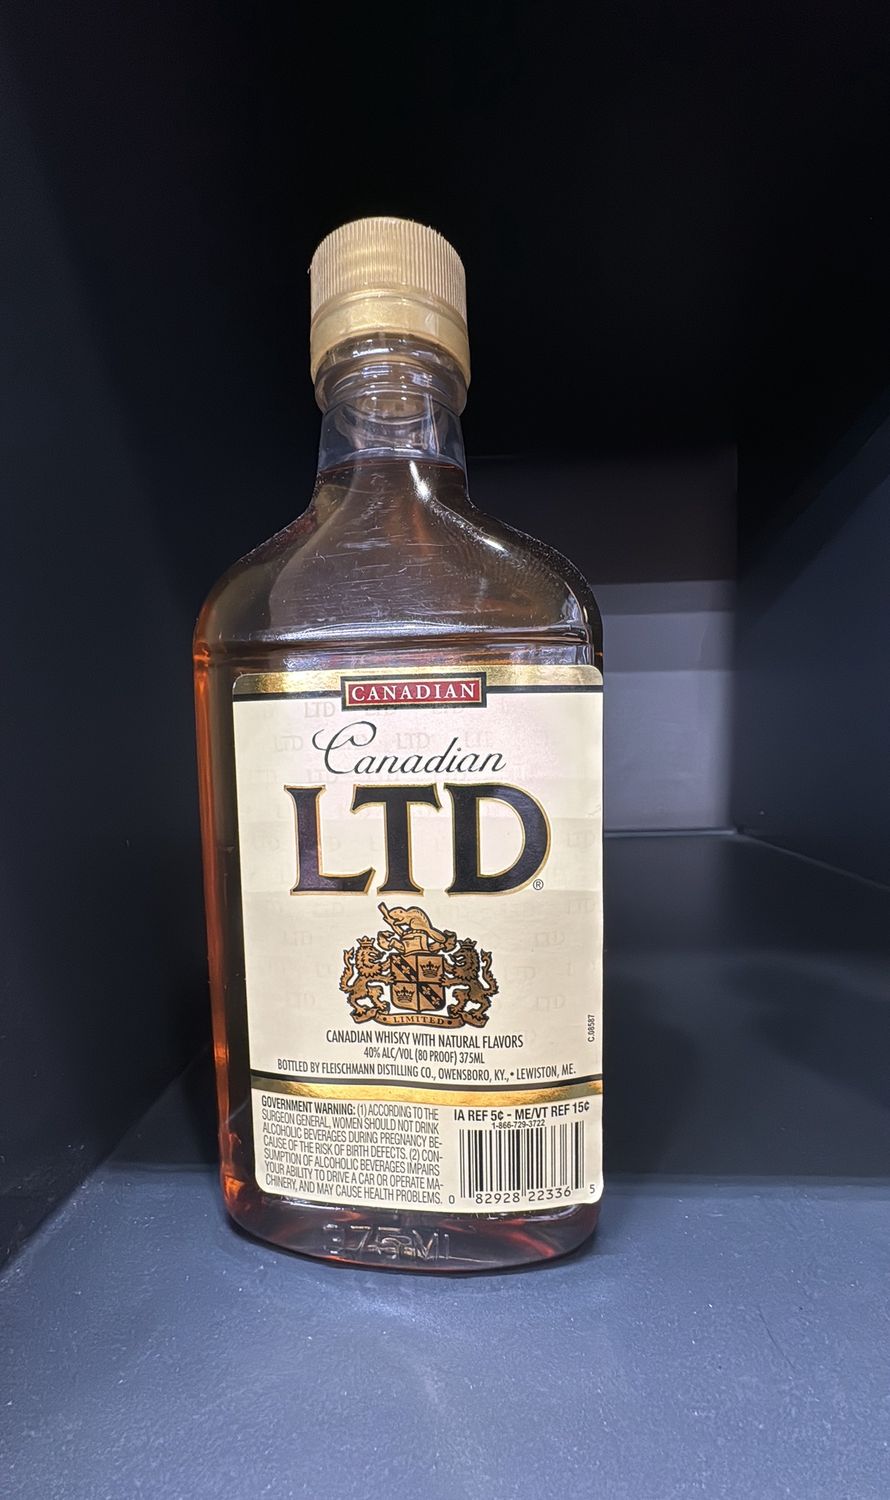 CANADIAN
Canadian
LTD®
LIMITED
CANADIAN WHISKY WITH NATURAL FLAVORS
40% ALC/VOL (80 PROOF) 375ML
BOTTLED BY FLEISCHMANN DISTILLING CO., OWENSBORO, KY., • LEWISTON, ME.
C.08587
GOVERNMENT WARNING: (1) ACCORDING TO THE
SURGEON GENERAL, WOMEN SHOULD NOT DRINK
ALCOHOLIC BEVERAGES DURING PREGNANCY BE-
CAUSE OF THE RISK OF BIRTH DEFECTS. (2) CON-
SUMPTION OF ALCOHOLIC BEVERAGES IMPAIRS
YOUR ABILITY TO DRIVE A CAR OR OPERATE MA-
CHINERY, AND MAY CAUSE HEALTH PROBLEMS.
IA REF 5¢ - ME/VT REF 15¢
1-866-729-3722
0 82928 22336 5
375 Ml